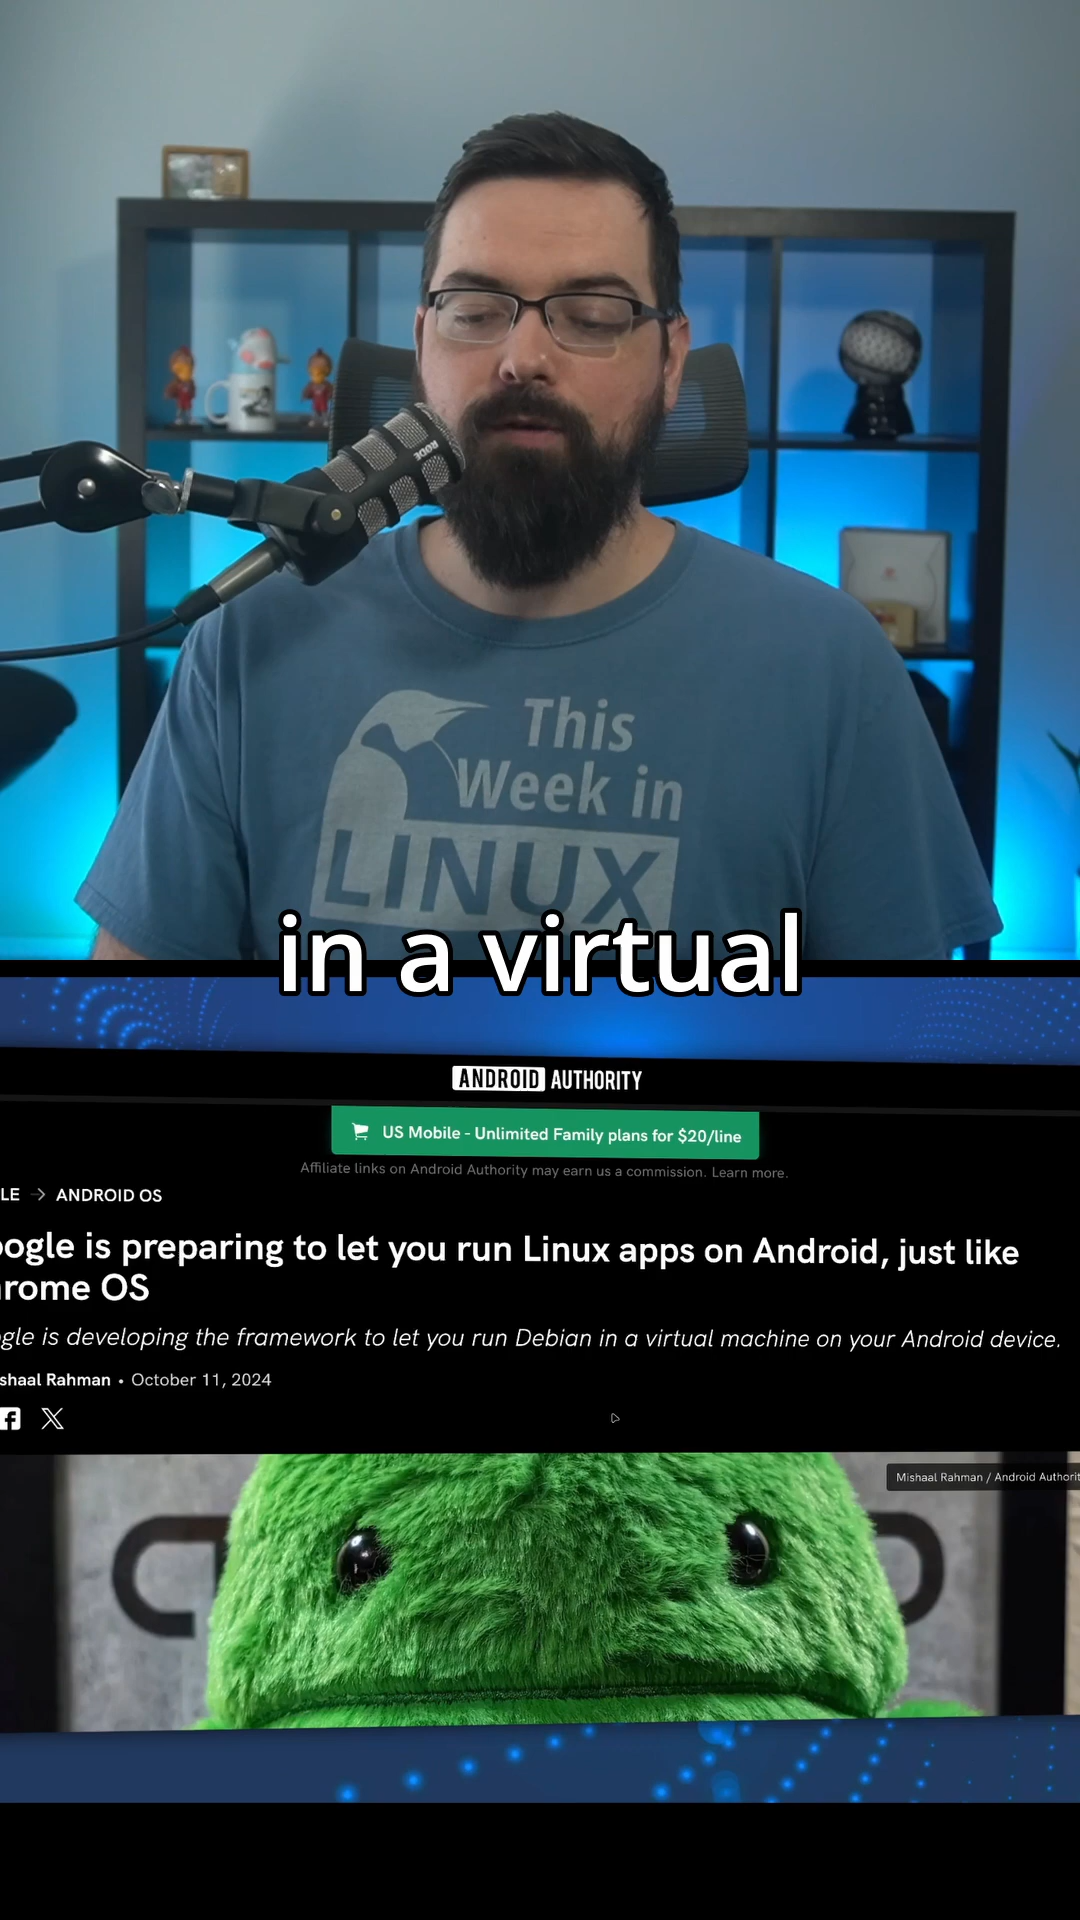 RODE
This
Week in
LINUX
in a virtual
ANDROID AUTHORITY
US Mobile - Unlimited Family plans for $20/line
Affiliate links on Android Authority may earn us a commission. Learn more.
LE → ANDROID OS
oogle is preparing to let you run Linux apps on Android, just like
hrome OS
gle is developing the framework to let you run Debian in a virtual machine on your Android device.
shaal Rahman • October 11, 2024
Mishaal Rahman / Android Authorit